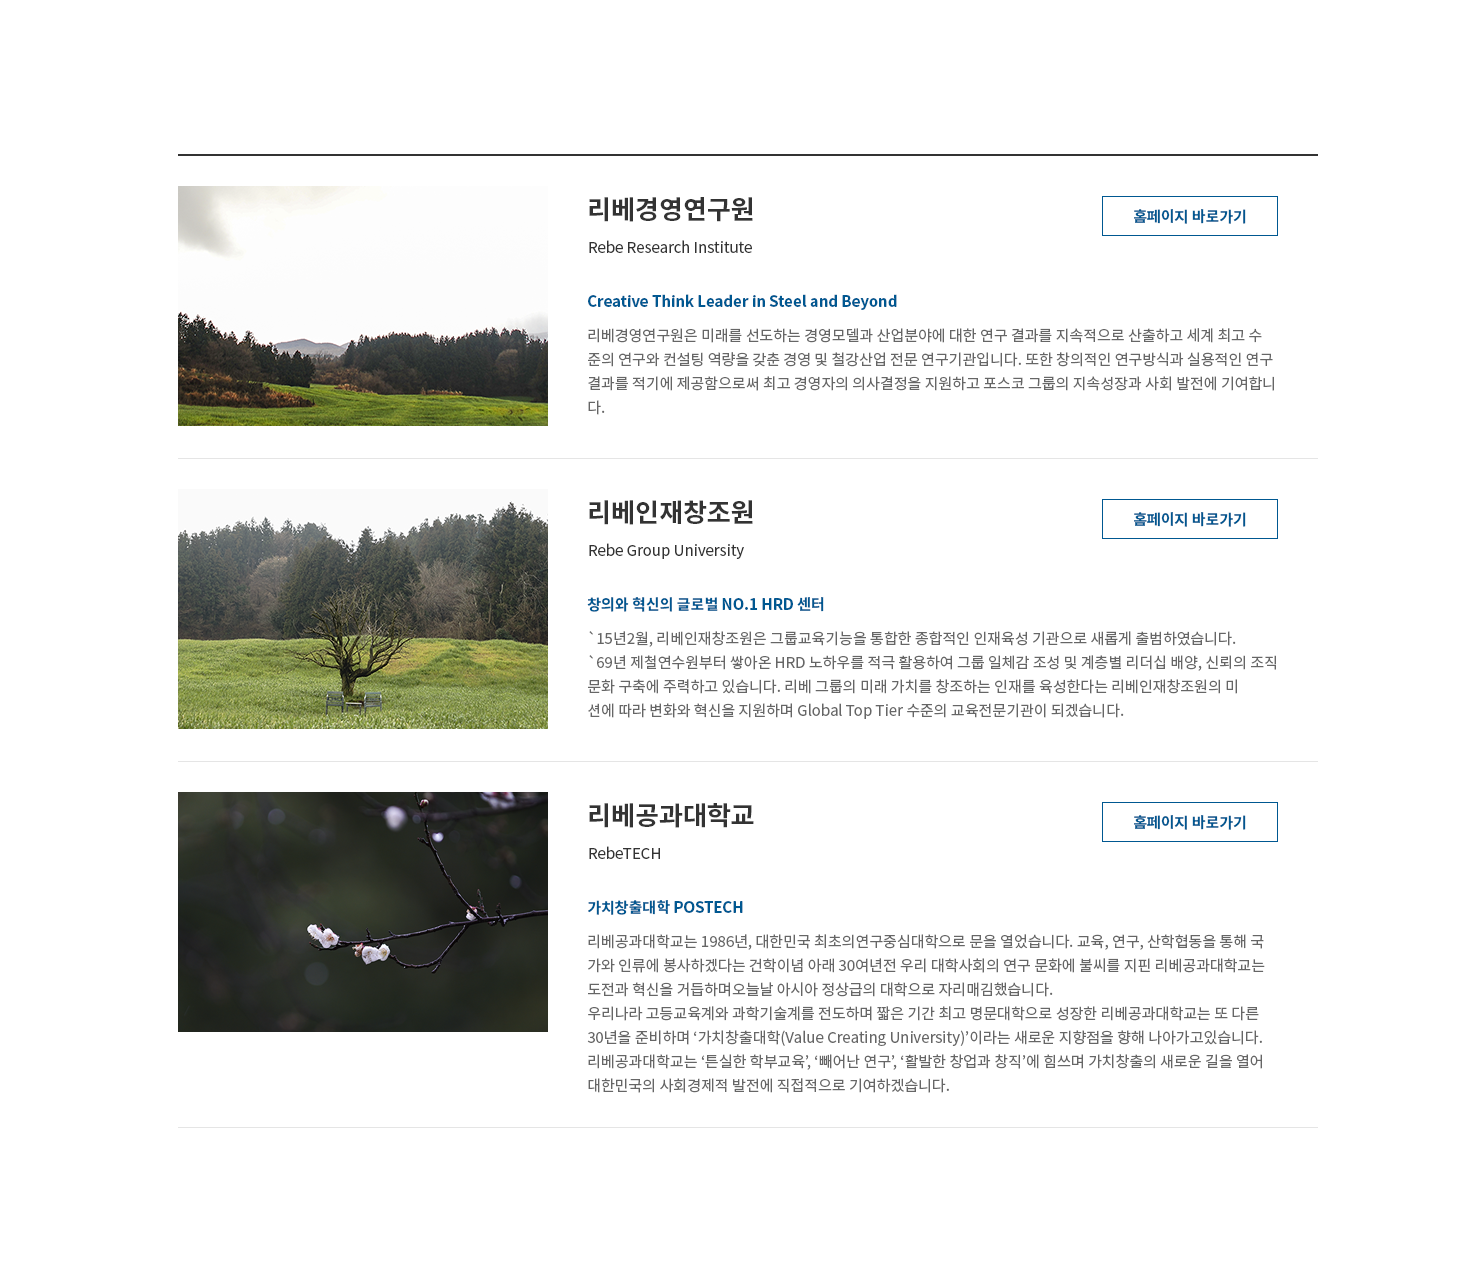 리베경영연구원
홈페이지 바로가기
Rebe Research Institute
Creative Think Leader in Steel and Beyond
리베경영연구원은 미래를 선도하는 경영모델과 산업분야에 대한 연구 결과를 지속적으로 산출하고 세계 최고 수
준의 연구와 컨설팅 역량을 갖춘 경영 및 철강산업 전문 연구기관입니다. 또한 창의적인 연구방식과 실용적인 연구
결과를 적기에 제공함으로써 최고 경영자의 의사결정을 지원하고 포스코 그룹의 지속성장과 사회 발전에 기여합니
다.
리베인재창조원
홈페이지 바로가기
Rebe Group University
창의와 혁신의 글로벌 NO.1 HRD 센터
`15년2월, 리베인재창조원은 그룹교육기능을 통합한 종합적인 인재육성 기관으로 새롭게 출범하였습니다.
`69년 제철연수원부터 쌓아온 HRD 노하우를 적극 활용하여 그룹 일체감 조성 및 계층별 리더십 배양, 신뢰의 조직
문화 구축에 주력하고 있습니다. 리베 그룹의 미래 가치를 창조하는 인재를 육성한다는 리베인재창조원의 미
션에 따라 변화와 혁신을 지원하며 Global Top Tier 수준의 교육전문기관이 되겠습니다.
리베공과대학교
홈페이지 바로가기
RebeTECH
가치창출대학 POSTECH
리베공과대학교는 1986년, 대한민국 최초의연구중심대학으로 문을 열었습니다. 교육, 연구, 산학협동을 통해 국
가와 인류에 봉사하겠다는 건학이념 아래 30여년전 우리 대학사회의 연구 문화에 불씨를 지핀 리베공과대학교는
도전과 혁신을 거듭하며오늘날 아시아 정상급의 대학으로 자리매김했습니다.
우리나라 고등교육계와 과학기술계를 전도하며 짧은 기간 최고 명문대학으로 성장한 리베공과대학교는 또 다른
30년을 준비하며 ‘가치창출대학(Value Creating University)’이라는 새로운 지향점을 향해 나아가고있습니다.
리베공과대학교는 ‘튼실한 학부교육’, ‘빼어난 연구’, ‘활발한 창업과 창직’에 힘쓰며 가치창출의 새로운 길을 열어
대한민국의 사회경제적 발전에 직접적으로 기여하겠습니다.